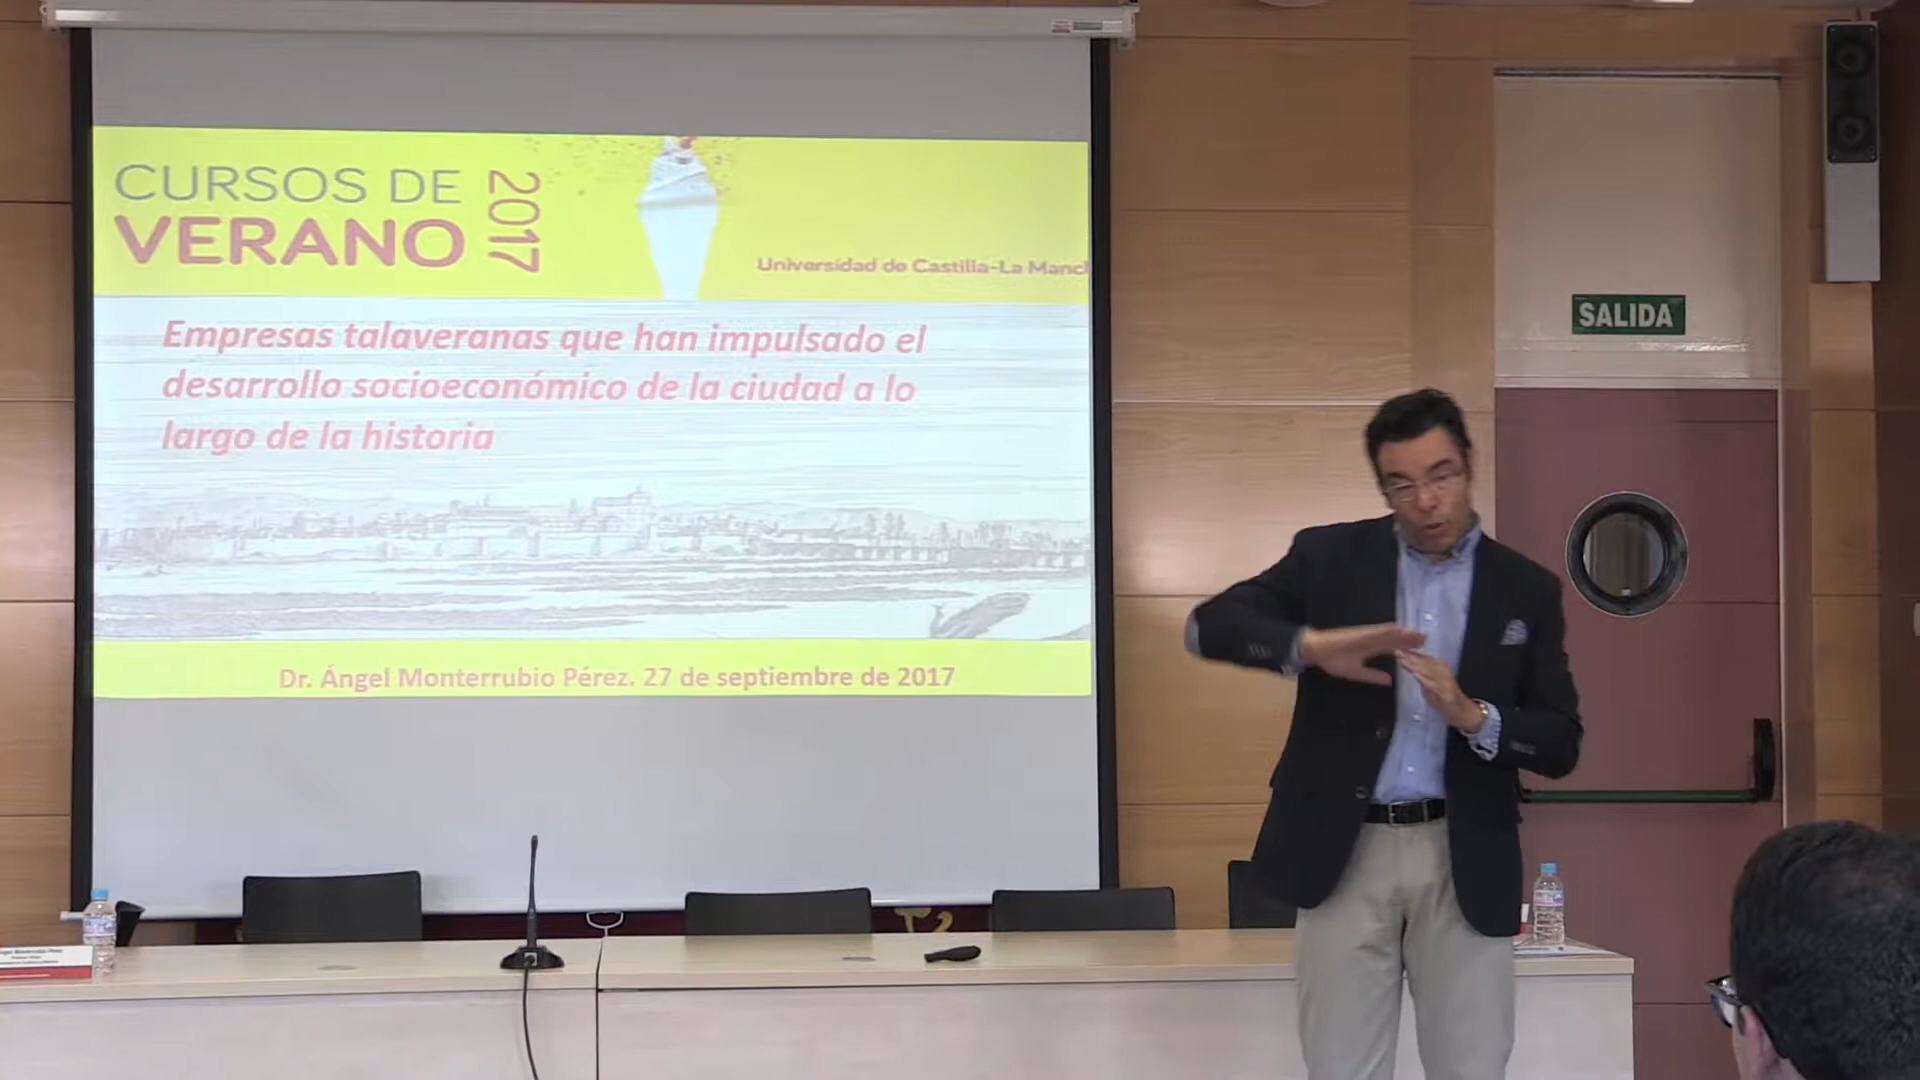 CURSOS DE
VERANO
2017
Universidad de Castilla-La Manch
Empresas talaveranas que han impulsado el
desarrollo socioeconómico de la ciudad a lo
largo de la historia
Dr. Ángel Monterrubio Pérez. 27 de septiembre de 2017
SALIDA